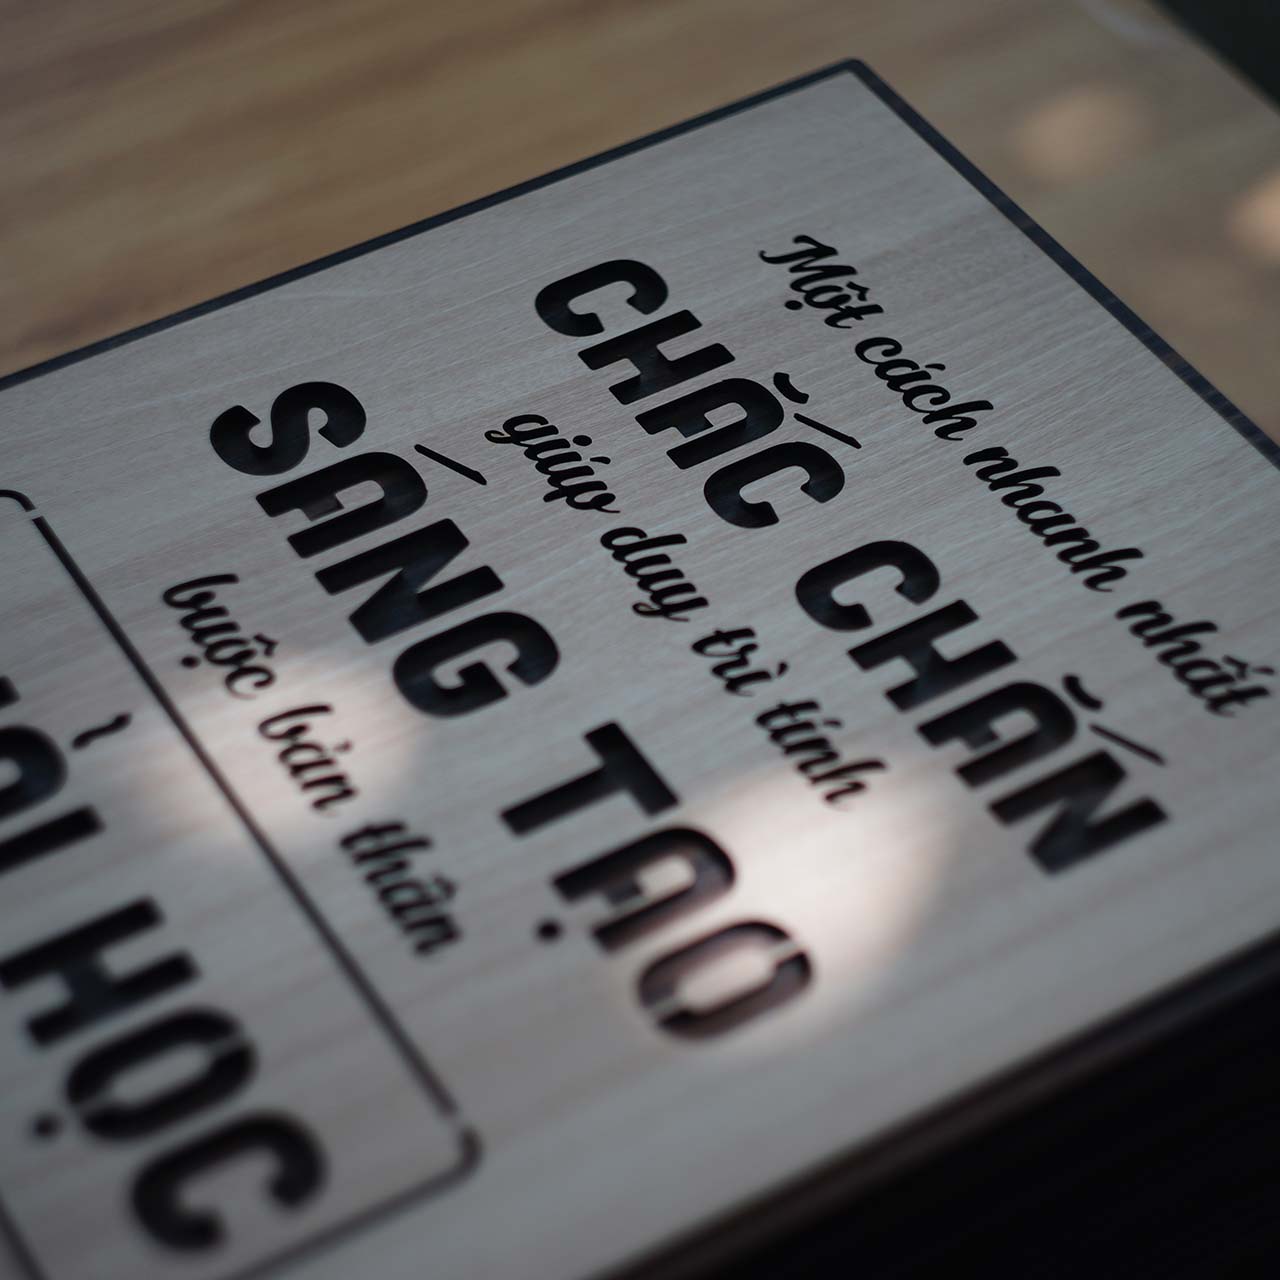 Một cách nhanh nhất
CHẮC CHẮN
giúp duy trì tính
SÁNG TẠO
buộc bản thân
HỌC